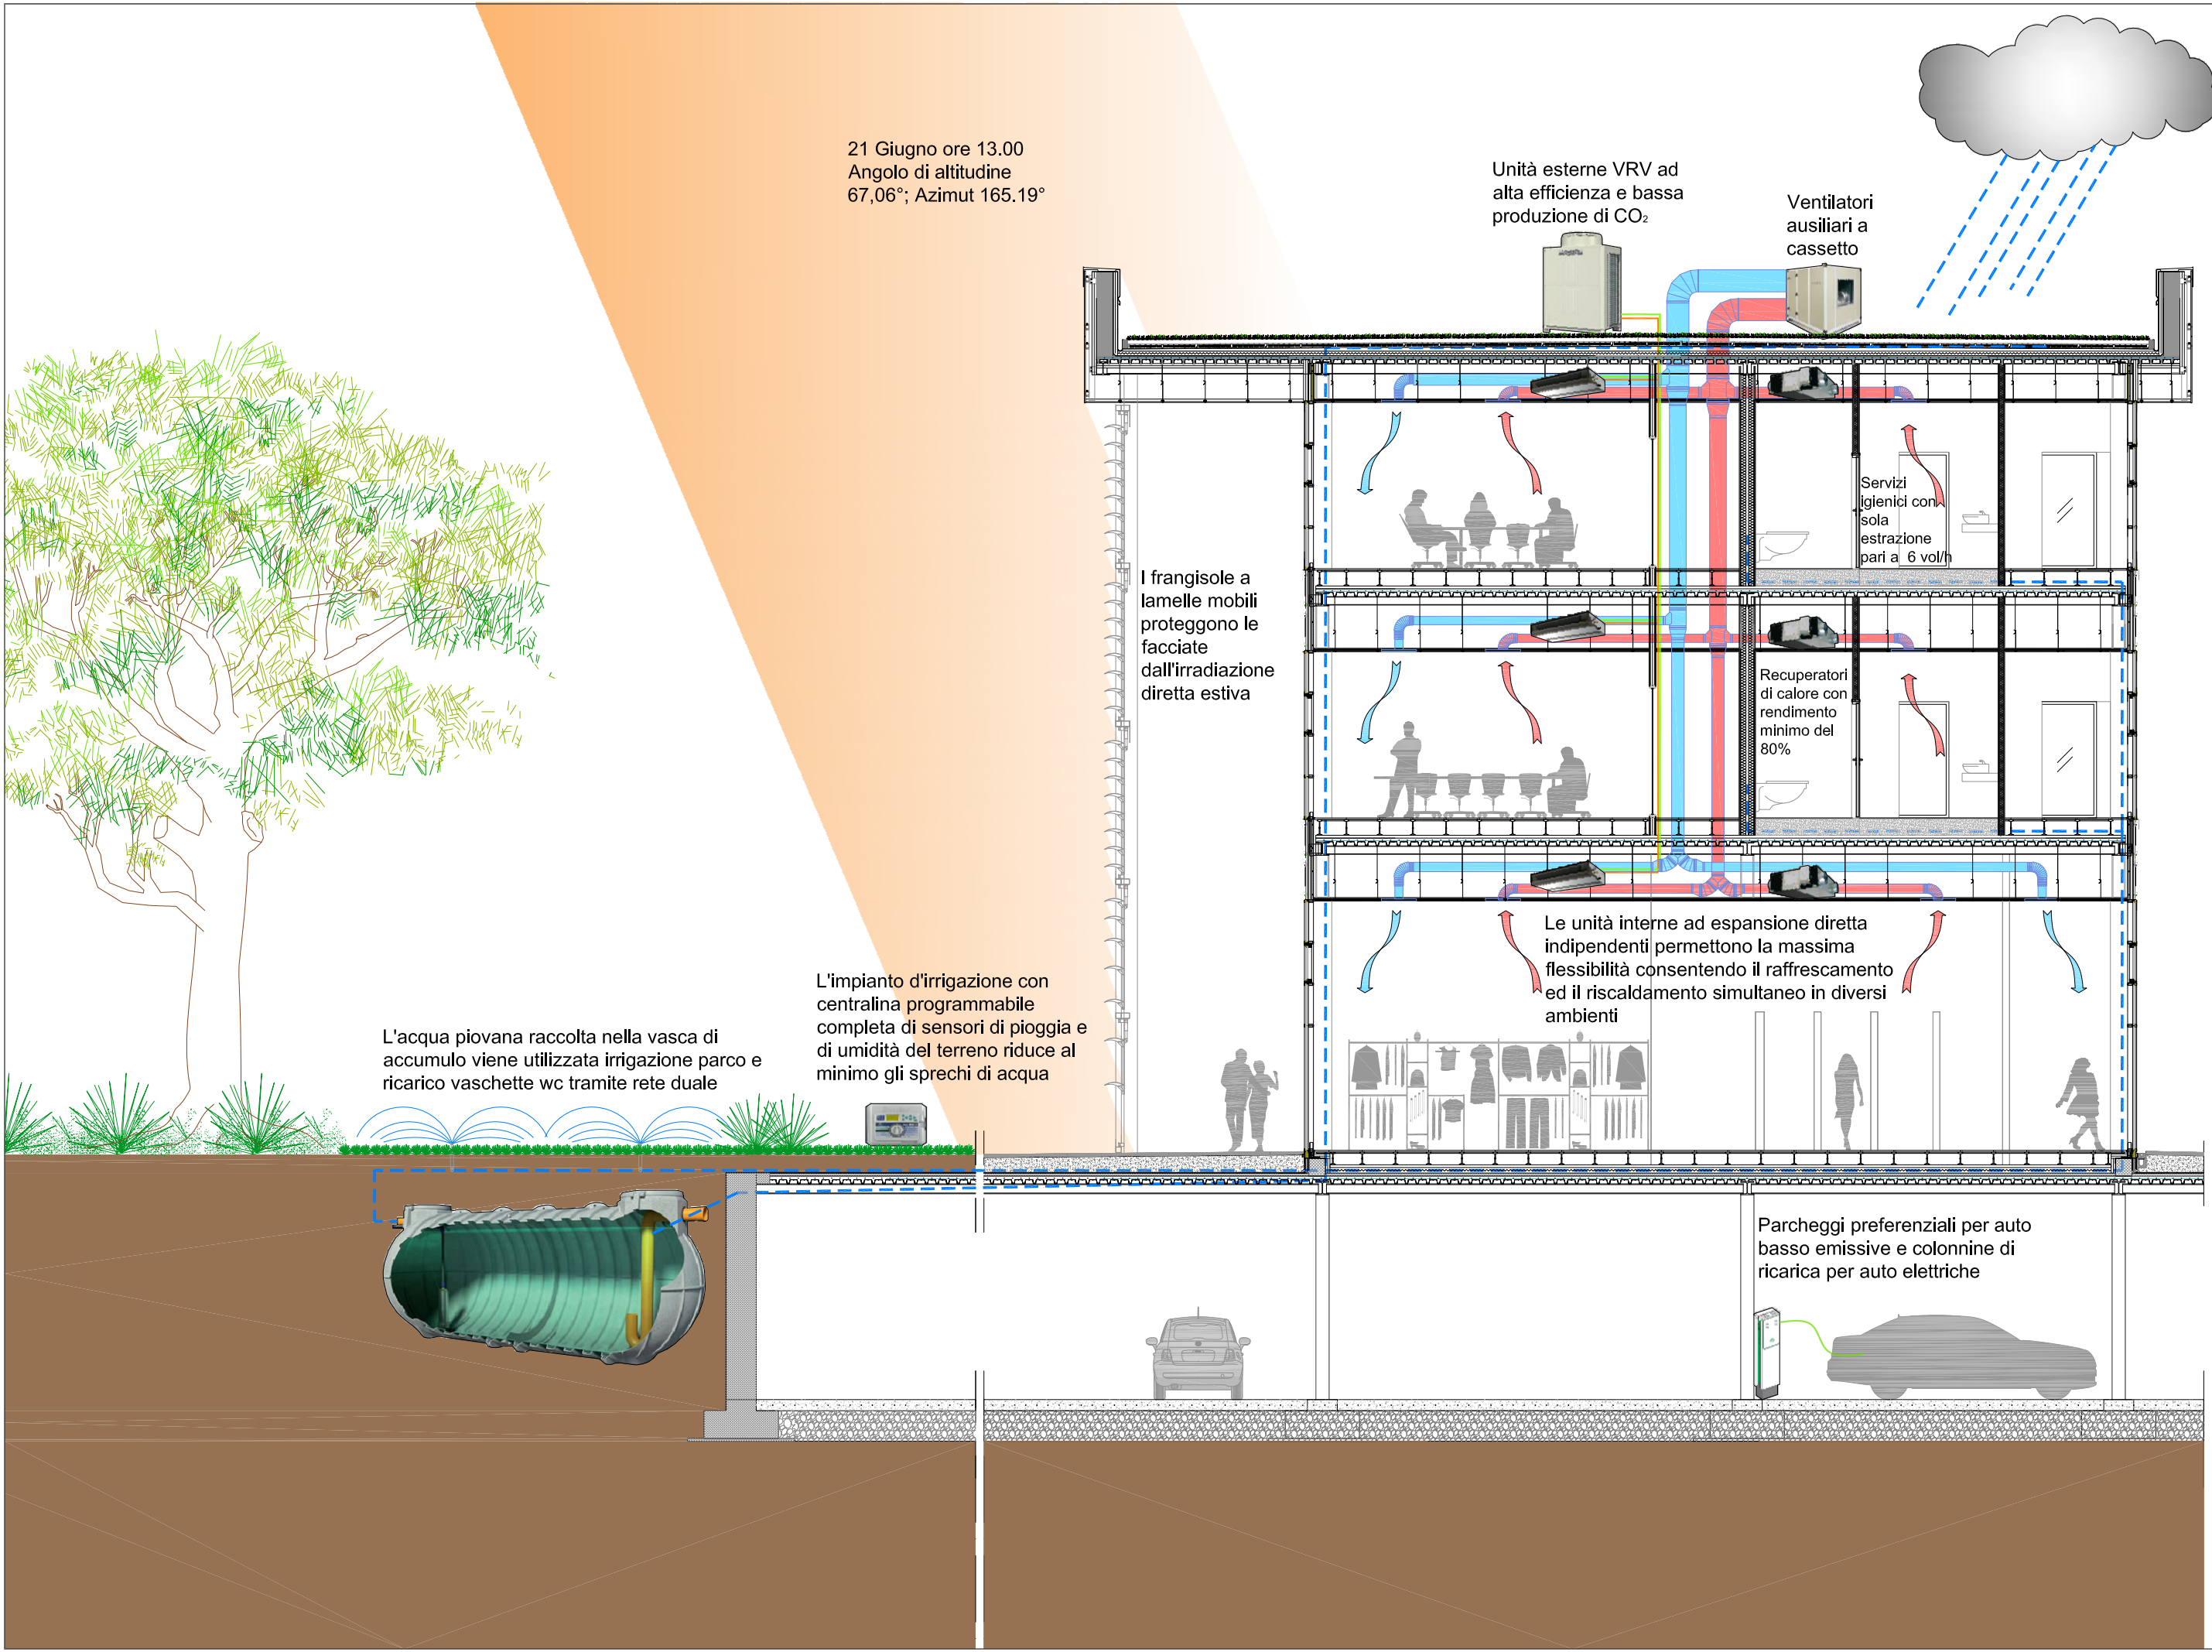 21 Giugno ore 13.00
Angolo di altitudine
67,06°; Azimut 165.19°
Unità esterne VRV ad
alta efficienza e bassa
produzione di CO₂
Ventilatori
ausiliari a
cassetto
Servizi
igienici con
sola
estrazione
pari a 6 vol/h
I frangisole a
lamelle mobili
proteggono le
facciate
dall'irradiazione
diretta estiva
Recuperatori
di calore con
rendimento
minimo del
80%
Le unità interne ad espansione diretta
indipendenti permettono la massima
flessibilità consentendo il raffrescamento
ed il riscaldamento simultaneo in diversi
ambienti
L'impianto d'irrigazione con
centralina programmabile
completa di sensori di pioggia e
di umidità del terreno riduce al
minimo gli sprechi di acqua
L'acqua piovana raccolta nella vasca di
accumulo viene utilizzata irrigazione parco e
ricarico vaschette wc tramite rete duale
Parcheggi preferenziali per auto
basso emissive e colonnine di
ricarica per auto elettriche